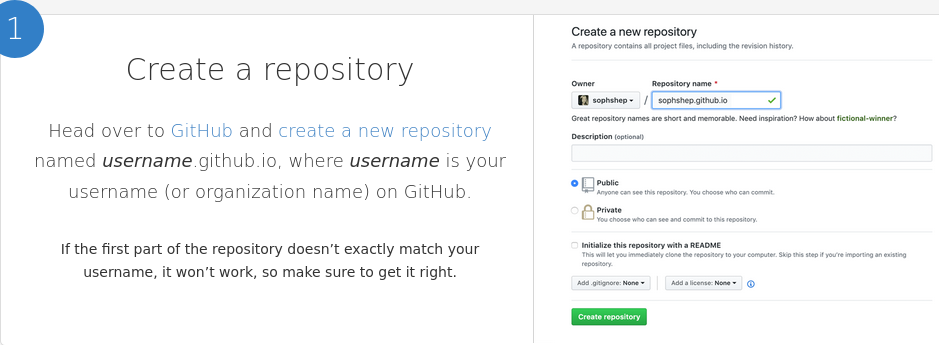 1
Create a repository
Head over to GitHub and create a new repository
named username.github.io, where username is your
username (or organization name) on GitHub.
If the first part of the repository doesn’t exactly match your
username, it won’t work, so make sure to get it right.
Create a new repository
A repository contains all project files, including the revision history.
Owner
Repository name *
sophshep / sophshep.github.io
Great repository names are short and memorable. Need inspiration? How about fictional-winner?
Description (optional)
Public
Anyone can see this repository. You choose who can commit.
Private
You choose who can see and commit to this repository.
Initialize this repository with a README
This will let you immediately clone the repository to your computer. Skip this step if you’re importing an existing
repository.
Add .gitignore: None
Add a license: None
Create repository